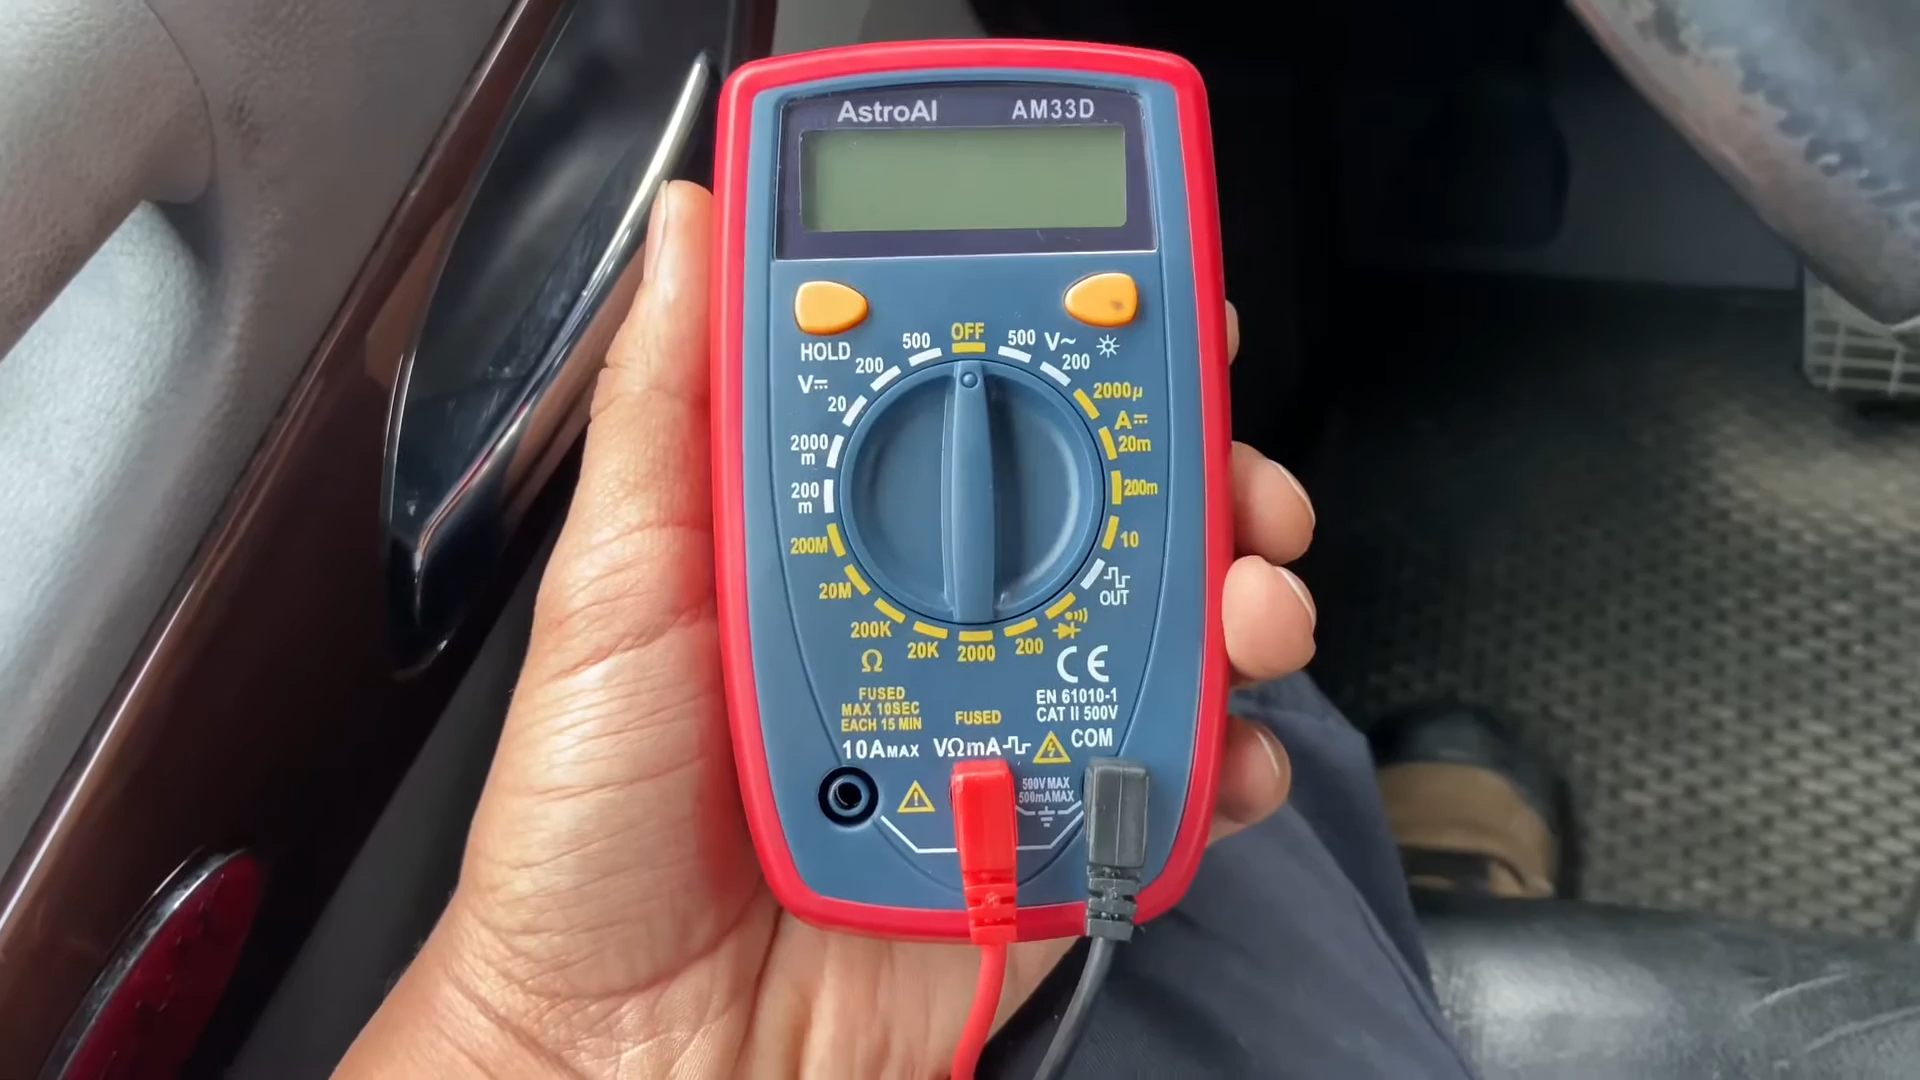 AstroAI AM33D
HOLD
OFF
500
200
V⎓
20
2000
m
200
m
200M
20M
200K
Ω
20K
2000
200
500
V~
200
2000μ
A⎓
20m
200m
10
OUT
CE
EN 61010-1
CAT II 500V
FUSED
MAX 10SEC
EACH 15 MIN
10AMAX
FUSED
VΩmA
COM
500V MAX
500mA MAX